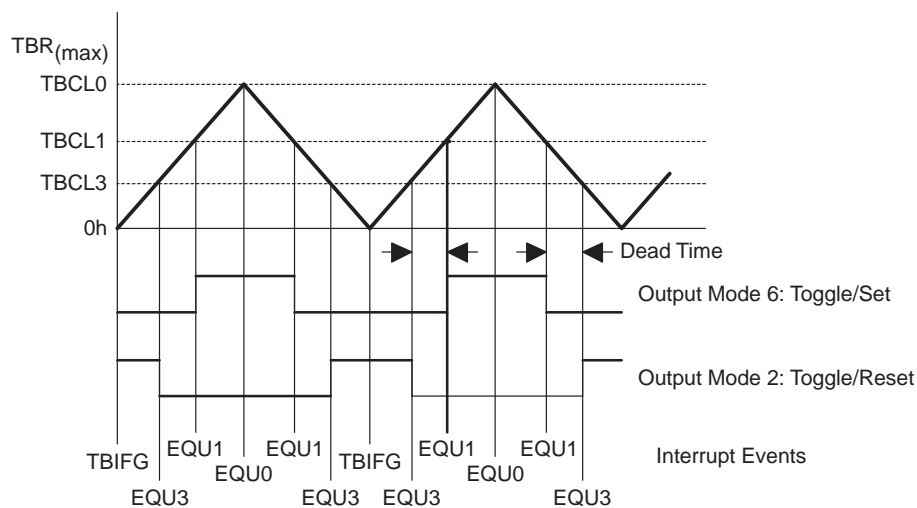 TBR(max)
TBCL0
TBCL1
TBCL3
0h
Dead Time
Output Mode 6: Toggle/Set
Output Mode 2: Toggle/Reset
TBIFG
EQU3
EQU1
EQU0
EQU1
EQU3
TBIFG
EQU3
EQU1
EQU0
EQU1
EQU3
Interrupt Events